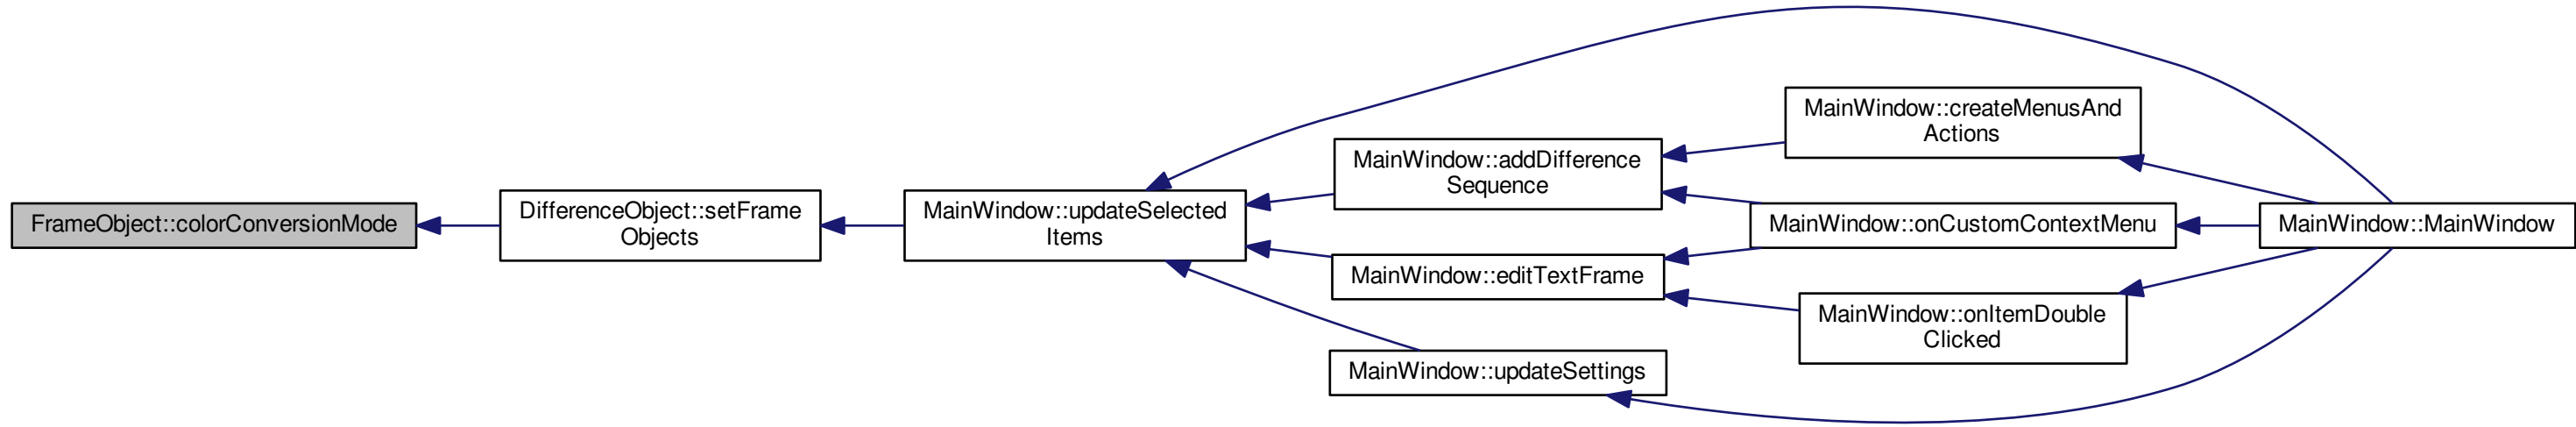 FrameObject::colorConversionMode
DifferenceObject::setFrame
Objects
MainWindow::updateSelected
Items
MainWindow::addDifference
Sequence
MainWindow::editTextFrame
MainWindow::updateSettings
MainWindow::createMenusAnd
Actions
MainWindow::onCustomContextMenu
MainWindow::onItemDouble
Clicked
MainWindow::MainWindow